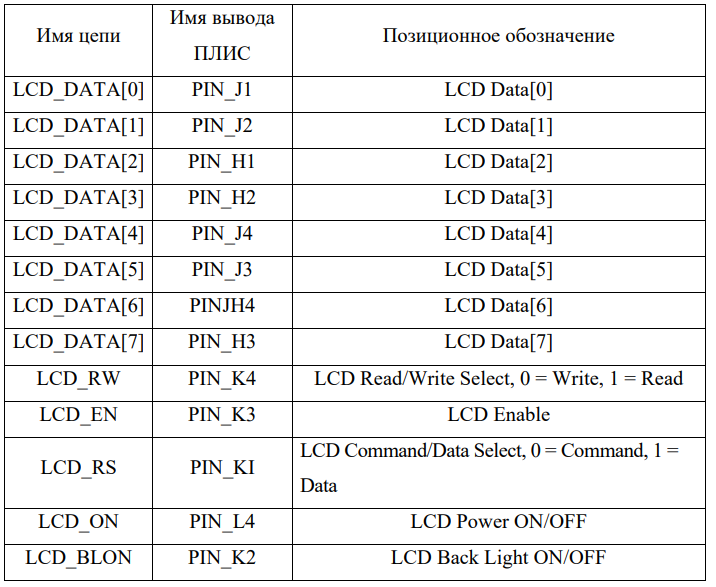 Имя цепи Имя вывода ПЛИС Позиционное обозначение
LCD_DATA[0] PIN_J1 LCD Data[0]
LCD_DATA[1] PIN_J2 LCD Data[1]
LCD_DATA[2] PIN_H1 LCD Data[2]
LCD_DATA[3] PIN_H2 LCD Data[3]
LCD_DATA[4] PIN_J4 LCD Data[4]
LCD_DATA[5] PIN_J3 LCD Data[5]
LCD_DATA[6] PINJH4 LCD Data[6]
LCD_DATA[7] PIN_H3 LCD Data[7]
LCD_RW PIN_K4 LCD Read/Write Select, 0 = Write, 1 = Read
LCD_EN PIN_K3 LCD Enable
LCD_RS PIN_KI LCD Command/Data Select, 0 = Command, 1 =
Data
LCD_ON PIN_L4 LCD Power ON/OFF
LCD_BLON PIN_K2 LCD Back Light ON/OFF